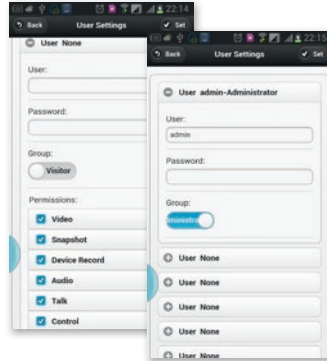 22:14
Back User Settings Set
User None
User:
Password:
Group:
Visitor
Permissions:
Video
Snapshot
Device Record
Audio
Talk
Control
22:15
Back User Settings Set
User admin-Administrator
User:
admin
Password:
Group:
ministra
User None
User None
User None
User None
User None